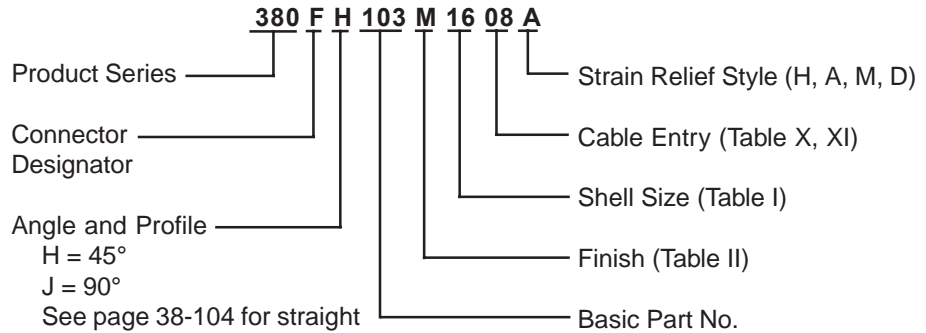 380 F H 103 M 16 08 A
Product Series
Connector
Designator
Angle and Profile
H = 45°
J = 90°
See page 38-104 for straight
Strain Relief Style (H, A, M, D)
Cable Entry (Table X, XI)
Shell Size (Table I)
Finish (Table II)
Basic Part No.